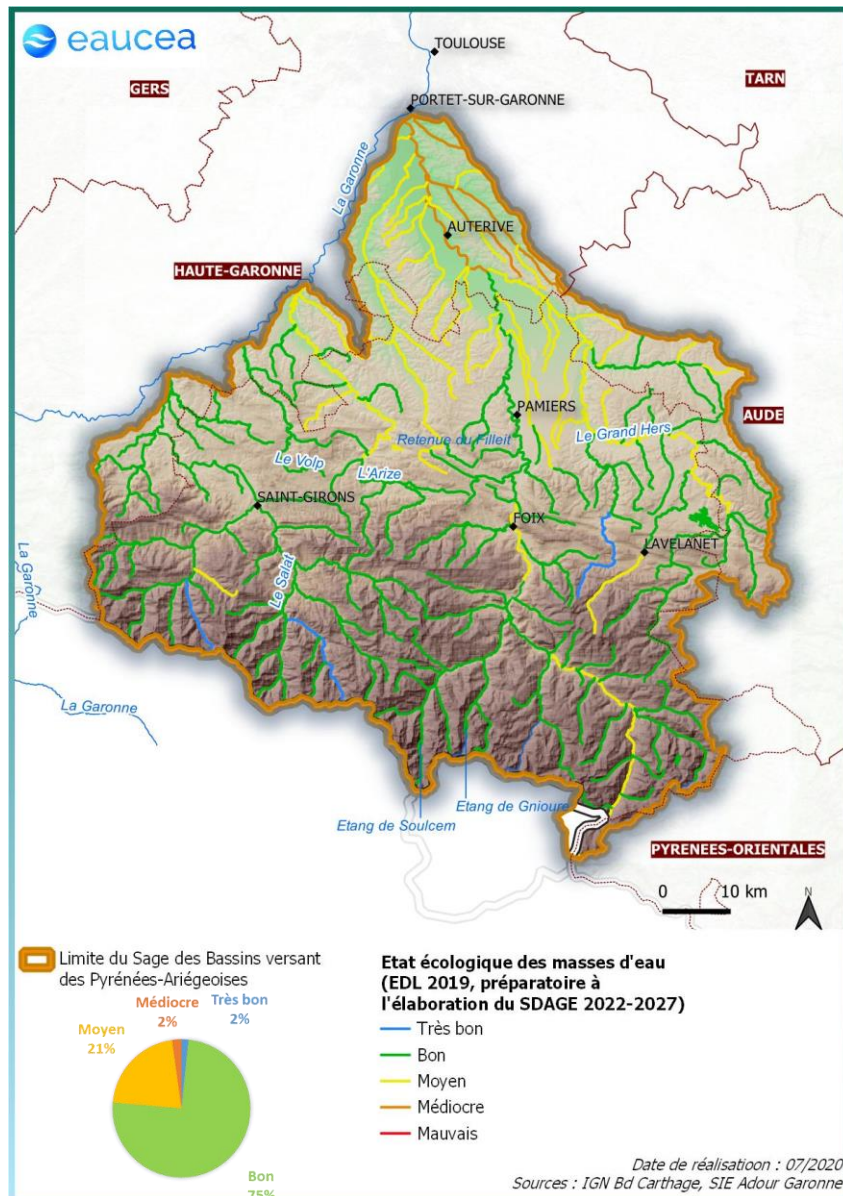 eaucea
TOULOUSE
TARN
GERS
PORTET-SUR-GARONNE
La Garonne
AUTERIVE
HAUTE-GARONNE
PAMIERS
AUDE
Le Grand Hers
Retenue du Filleit
Le Volp
L'Arize
SAINT-GIRONS
FOIX
LAVELANET
La Garonne
Le Salat
La Garonne
Etang de Gnioure
Etang de Soulcem
PYRENEES-ORIENTALES
0 10 km
N
Limite du Sage des Bassins versant
des Pyrénées-Ariégeoises
Médiocre
2%
Très bon
2%
Moyen
21%
Bon
75%
Etat écologique des masses d'eau
(EDL 2019, préparatoire à
l'élaboration du SDAGE 2022-2027)
Très bon
Bon
Moyen
Médiocre
Mauvais
Date de réalisatioon : 07/2020
Sources : IGN Bd Carthage, SIE Adour Garonne